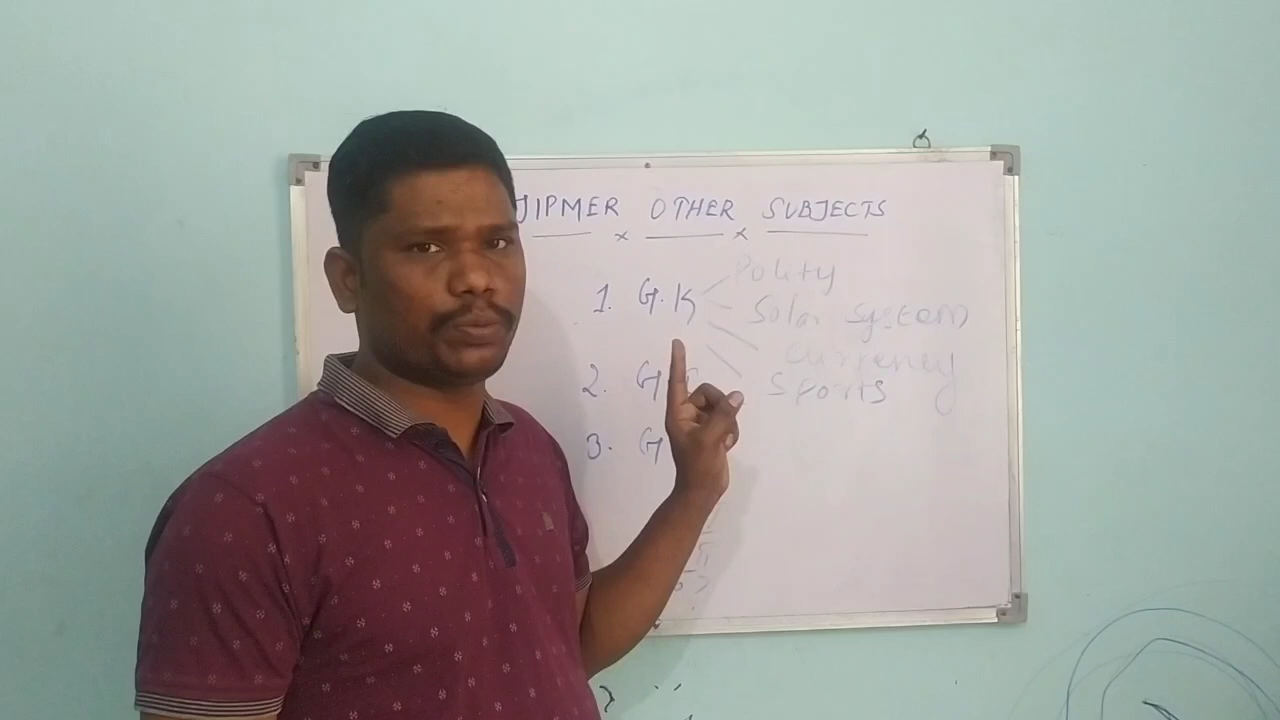 JIPMER OTHER SUBJECTS
1. G.K
Polity
Solar System
Currency
Sports
2. G
3. G